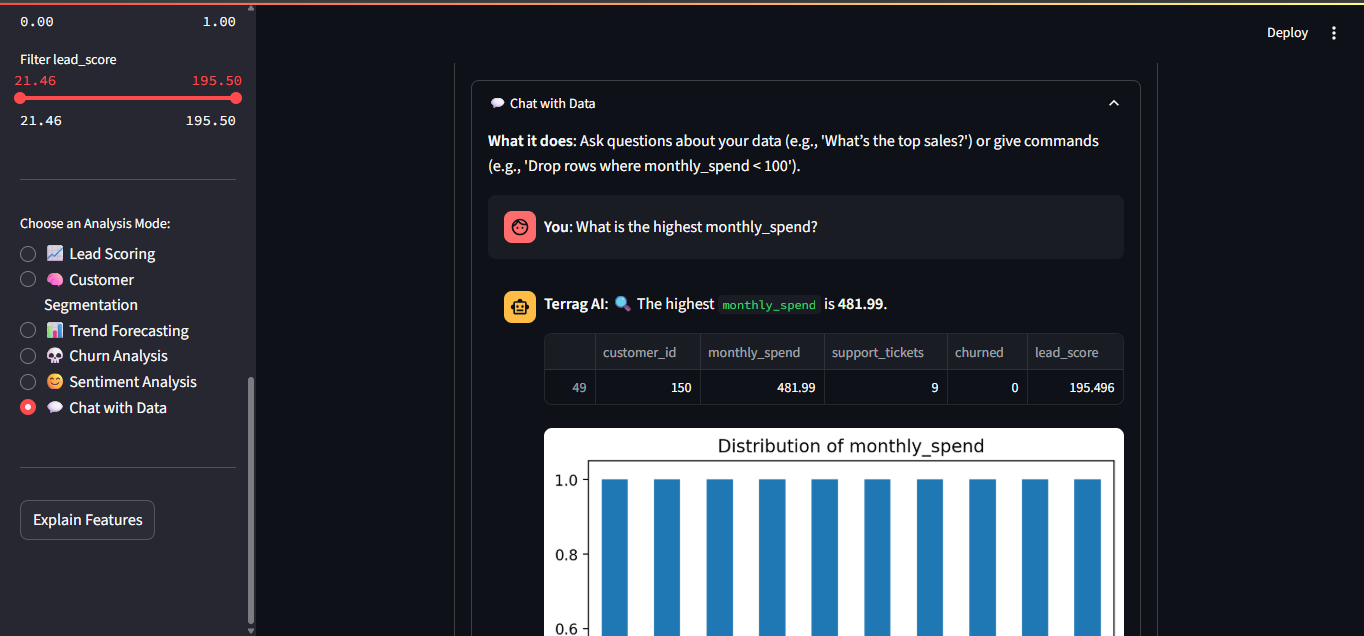 0.00 1.00
Filter lead_score
21.46 195.50
21.46 195.50
Choose an Analysis Mode:
📈 Lead Scoring
🧠 Customer
Segmentation
📊 Trend Forecasting
💀 Churn Analysis
😊 Sentiment Analysis
💬 Chat with Data
Explain Features
Deploy
💬 Chat with Data
What it does: Ask questions about your data (e.g., 'What’s the top sales?') or give commands
(e.g., 'Drop rows where monthly_spend < 100').
You: What is the highest monthly_spend?
Terrag AI: 🔍 The highest monthly_spend is 481.99.
customer_id monthly_spend support_tickets churned lead_score
49 150 481.99 9 0 195.496
Distribution of monthly_spend
1.0
0.8
0.6